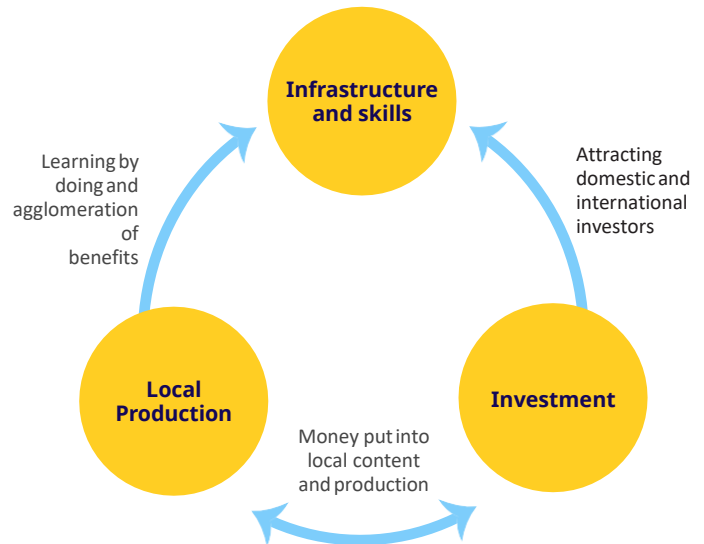 Infrastructure
and skills
Learning by
doing and
agglomeration
of
benefits
Attracting
domestic and
international
investors
Local
Production
Investment
Money put into
local content
and production